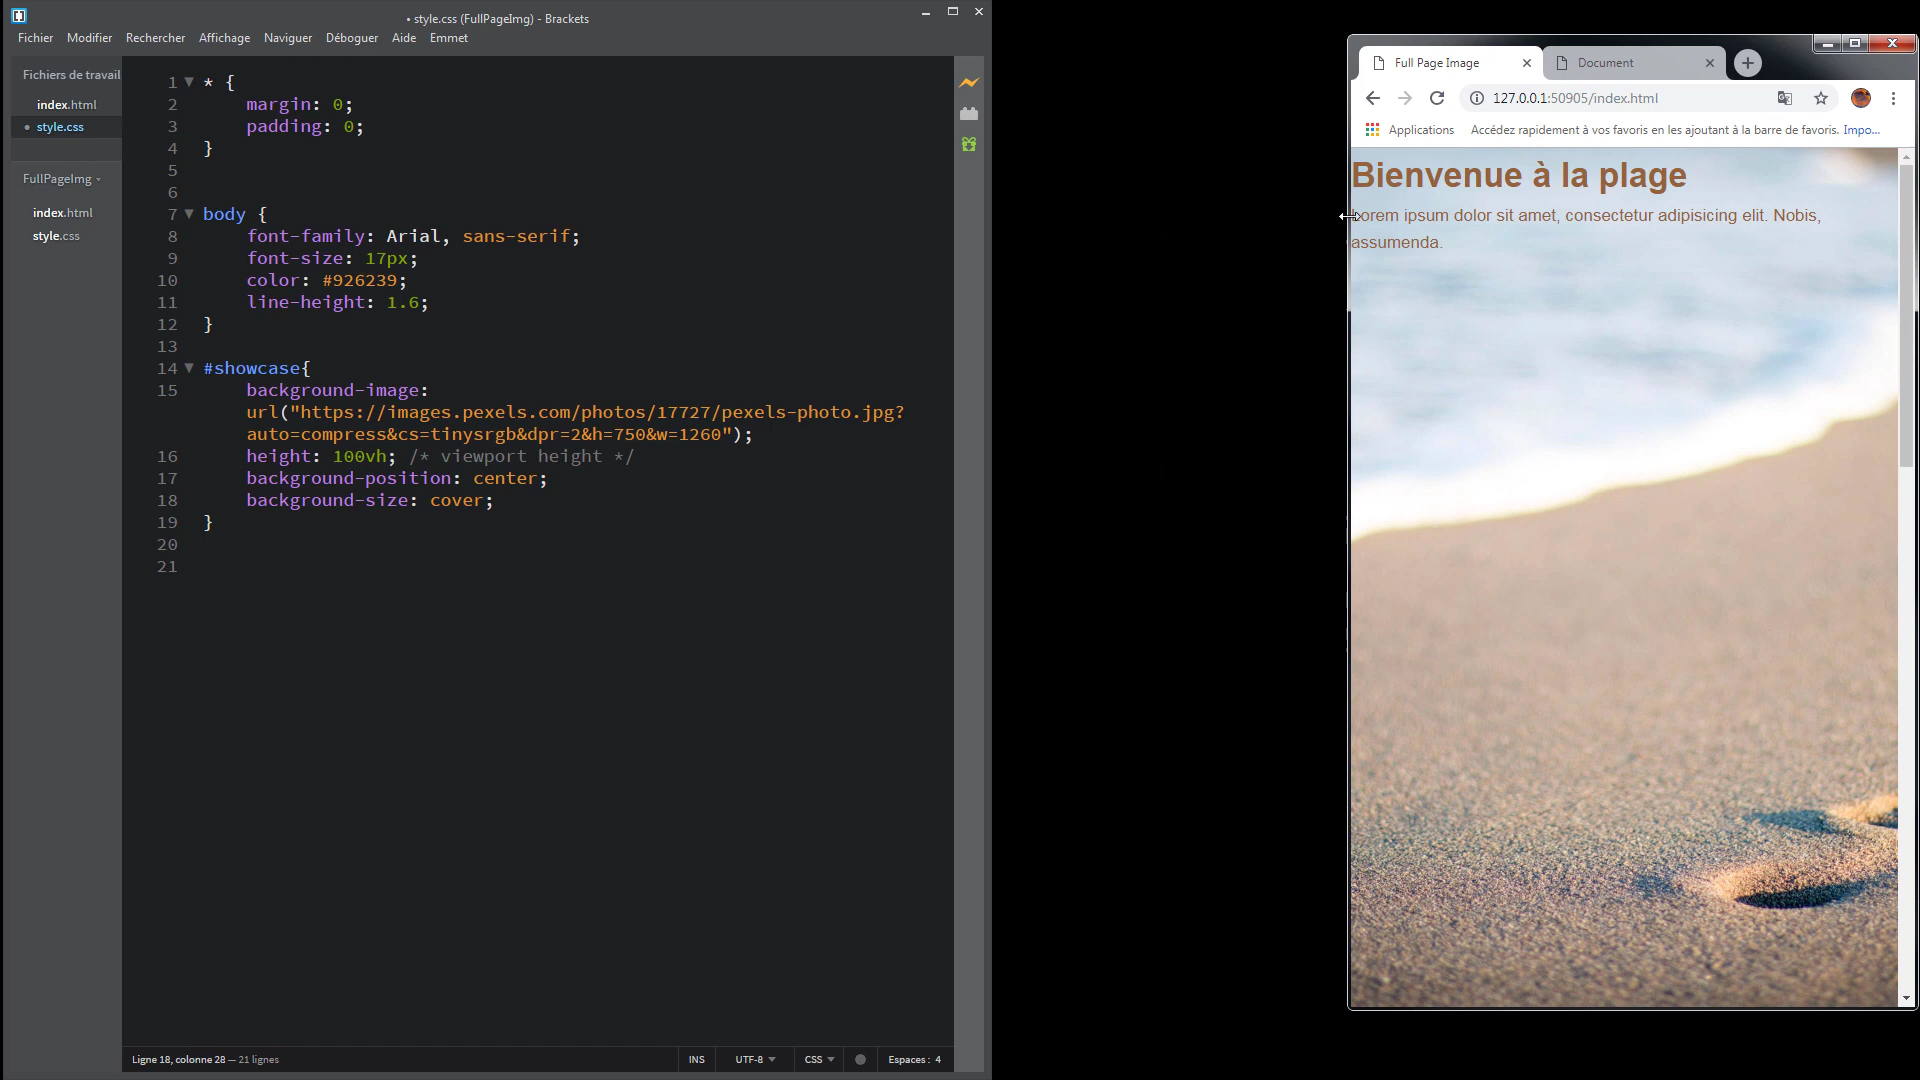 • style.css (FullPageImg) - Brackets
Fichier Modifier Rechercher Affichage Naviguer Déboguer Aide Emmet
Fichiers de travail
index.html
• style.css
FullPageImg
index.html
style.css
1 * {
2 margin: 0;
3 padding: 0;
4 }
5
6
7 body {
8 font-family: Arial, sans-serif;
9 font-size: 17px;
10 color: #926239;
11 line-height: 1.6;
12 }
13
14 #showcase{
15 background-image:
url("https://images.pexels.com/photos/17727/pexels-photo.jpg?
auto=compress&cs=tinysrgb&dpr=2&h=750&w=1260");
16 height: 100vh; /* viewport height */
17 background-position: center;
18 background-size: cover;
19 }
20
21
Ligne 18, colonne 28 — 21 lignes INS UTF-8 CSS Espaces : 4
Full Page Image Document
127.0.0.1:50905/index.html
Applications Accédez rapidement à vos favoris en les ajoutant à la barre de favoris. Impo...
Bienvenue à la plage
Lorem ipsum dolor sit amet, consectetur adipisicing elit. Nobis,
assumenda.